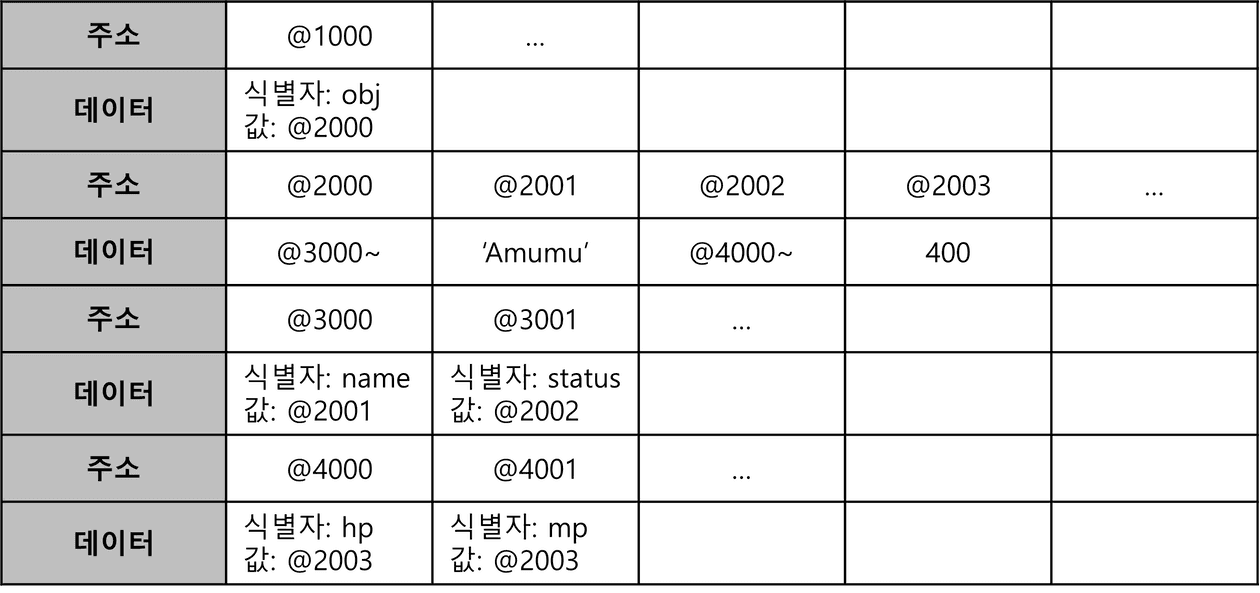 주소 @1000 ...
데이터 식별자: obj
값: @2000
주소 @2000 @2001 @2002 @2003 ...
데이터 @3000~ ‘Amumu‘ @4000~ 400
주소 @3000 @3001 ...
데이터 식별자: name 식별자: status
값: @2001 값: @2002
주소 @4000 @4001 ...
데이터 식별자: hp 식별자: mp
값: @2003 값: @2003